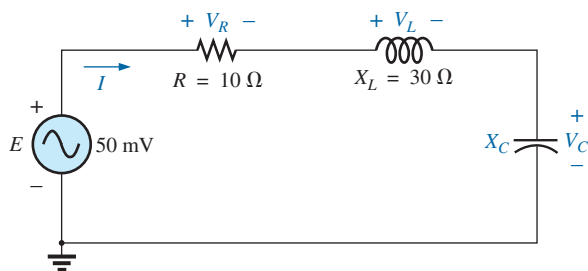 + V_R −
+ V_L −
I
R = 10 Ω
X_L = 30 Ω
+
E
50 mV
−
X_C
+
V_C
−